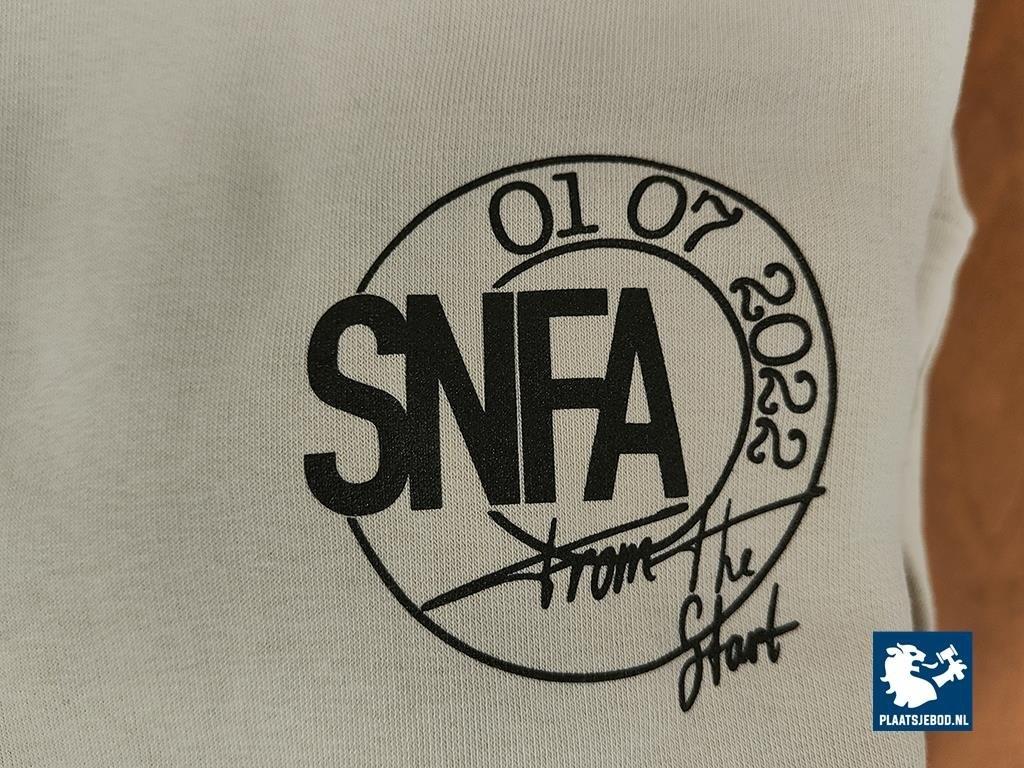 01 07 2022
SNFA
From The
Start
PLAATSJEBOD.NL